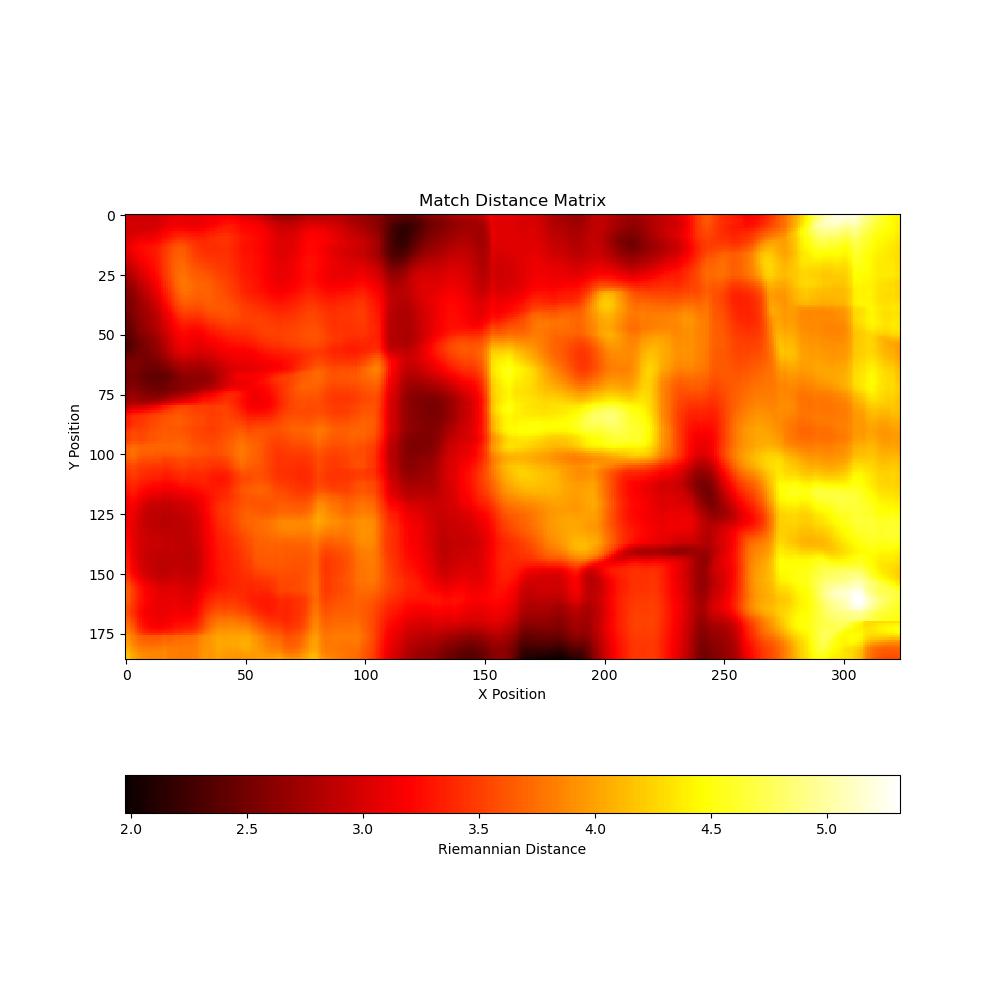 Match Distance Matrix
0
25
50
75
100
125
150
175
Y Position
0 50 100 150 200 250 300
X Position
2.0 2.5 3.0 3.5 4.0 4.5 5.0
Riemannian Distance